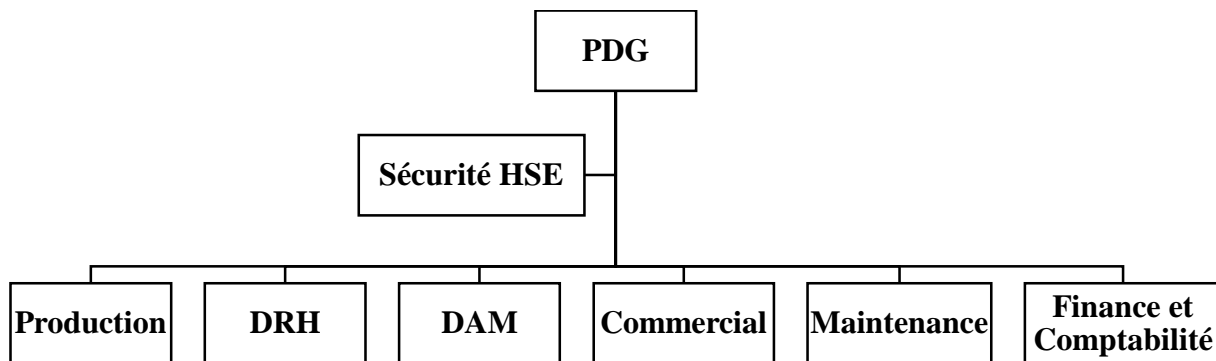 PDG
Sécurité HSE
Production
DRH
DAM
Commercial
Maintenance
Finance et
Comptabilité